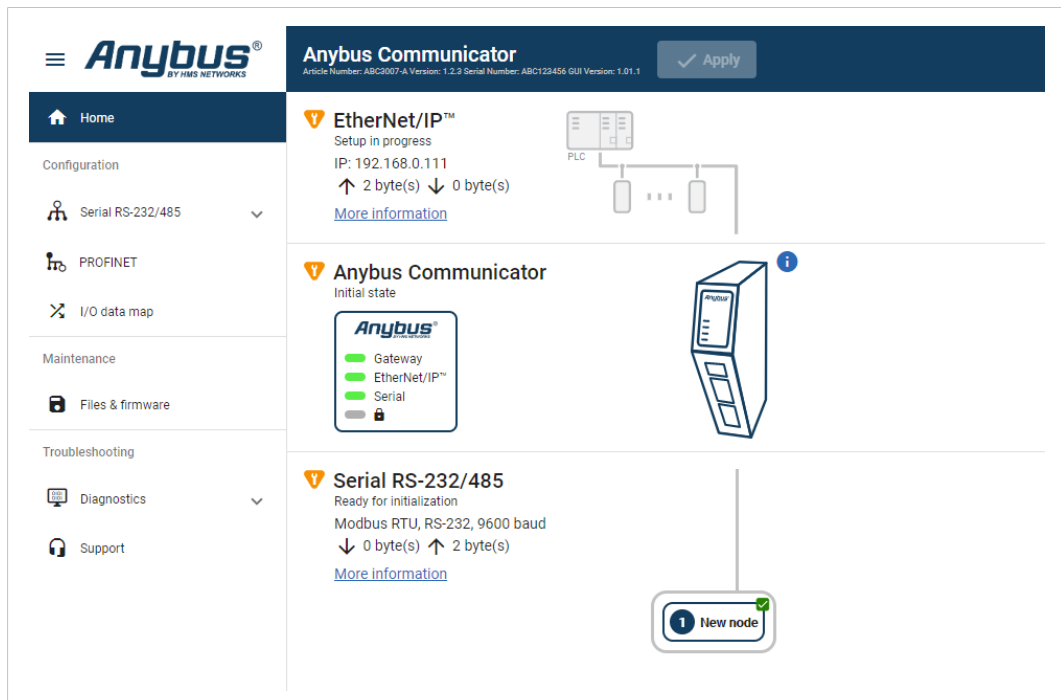 Anybus®
BY HMS NETWORKS
Anybus Communicator
Article Number: ABC3007-A Version: 1.2.3 Serial Number: ABC123456 GUI Version: 1.01.1
Apply
Home
Configuration
Serial RS-232/485
PROFINET
I/O data map
Maintenance
Files & firmware
Troubleshooting
Diagnostics
Support
EtherNet/IP™
Setup in progress
IP: 192.168.0.111
2 byte(s) 0 byte(s)
More information
PLC
Anybus Communicator
Initial state
Anybus®
BY HMS NETWORKS
Gateway
EtherNet/IP™
Serial
Anybus
i
Serial RS-232/485
Ready for initialization
Modbus RTU, RS-232, 9600 baud
0 byte(s) 2 byte(s)
More information
1 New node